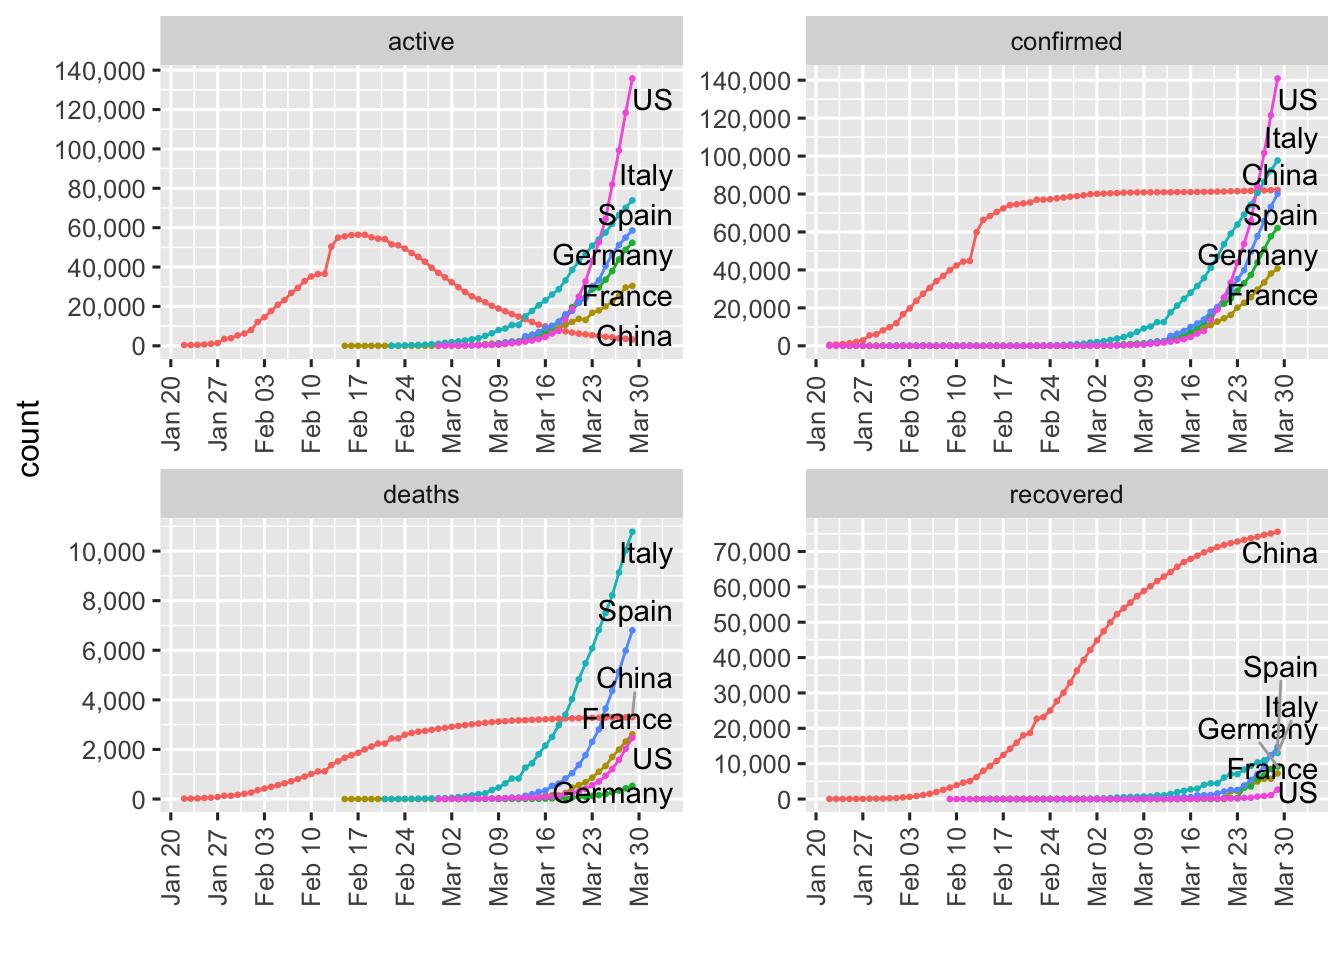 count
active
140,000
120,000
100,000
80,000
60,000
40,000
20,000
0
US
Italy
Spain
Germany
France
China
Jan 20
Jan 27
Feb 03
Feb 10
Feb 17
Feb 24
Mar 02
Mar 09
Mar 16
Mar 23
Mar 30
confirmed
140,000
120,000
100,000
80,000
60,000
40,000
20,000
0
US
Italy
China
Spain
Germany
France
Jan 20
Jan 27
Feb 03
Feb 10
Feb 17
Feb 24
Mar 02
Mar 09
Mar 16
Mar 23
Mar 30
deaths
10,000
8,000
6,000
4,000
2,000
0
Italy
Spain
China
France
US
Germany
Jan 20
Jan 27
Feb 03
Feb 10
Feb 17
Feb 24
Mar 02
Mar 09
Mar 16
Mar 23
Mar 30
recovered
70,000
60,000
50,000
40,000
30,000
20,000
10,000
0
China
Spain
Italy
Germany
France
US
Jan 20
Jan 27
Feb 03
Feb 10
Feb 17
Feb 24
Mar 02
Mar 09
Mar 16
Mar 23
Mar 30